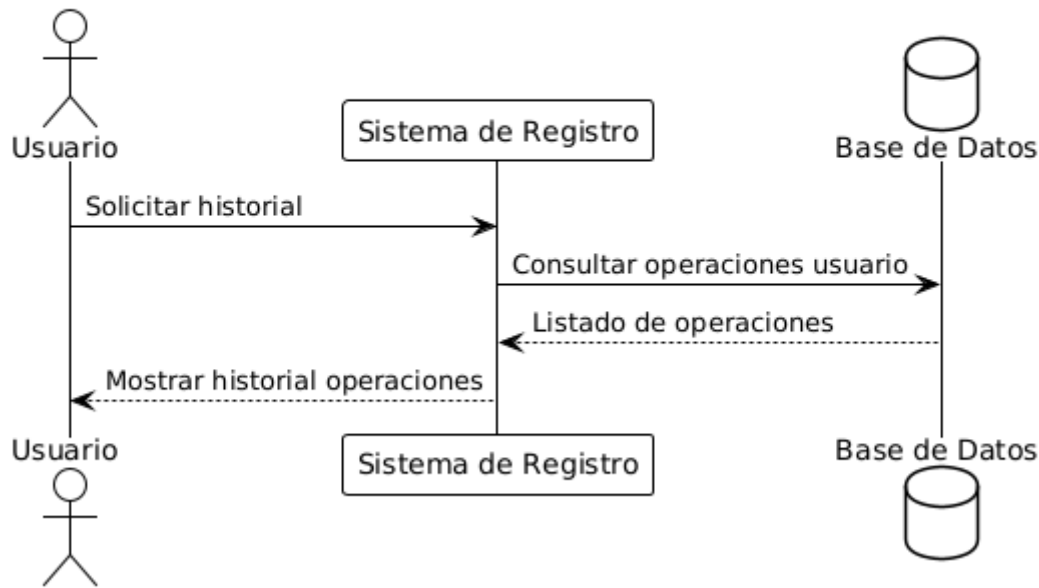 Usuario
Sistema de Registro
Base de Datos
Solicitar historial
Consultar operaciones usuario
Listado de operaciones
Mostrar historial operaciones
Usuario
Sistema de Registro
Base de Datos